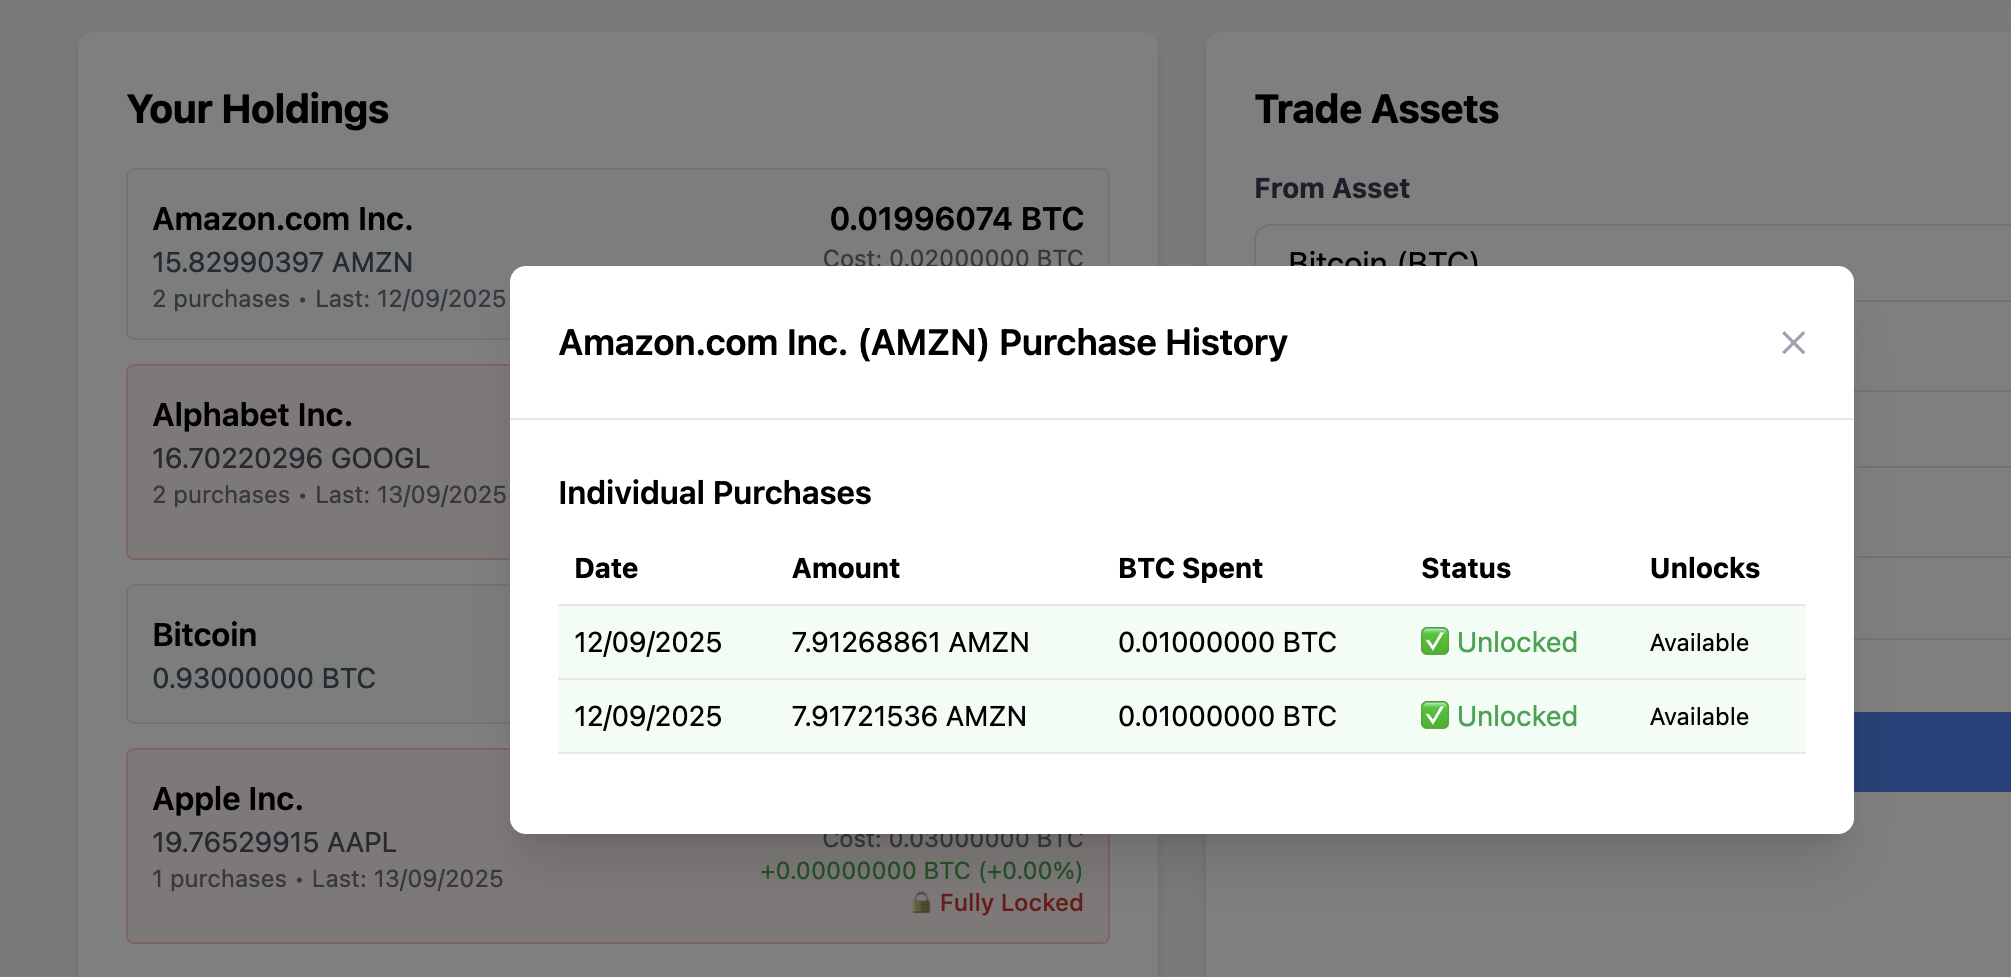 Your Holdings
Amazon.com Inc.
0.01996074 BTC
15.82990397 AMZN
Cost: 0.02000000 BTC
2 purchases • Last: 12/09/2025
Alphabet Inc.
16.70220296 GOOGL
2 purchases • Last: 13/09/2025
Bitcoin
0.93000000 BTC
Apple Inc.
19.76529915 AAPL
Cost: 0.03000000 BTC
1 purchases • Last: 13/09/2025
+0.00000000 BTC (+0.00%)
🔒 Fully Locked
Trade Assets
From Asset
Bitcoin (BTC)
Amazon.com Inc. (AMZN) Purchase History
Individual Purchases
Date Amount BTC Spent Status Unlocks
12/09/2025 7.91268861 AMZN 0.01000000 BTC ✅ Unlocked Available
12/09/2025 7.91721536 AMZN 0.01000000 BTC ✅ Unlocked Available